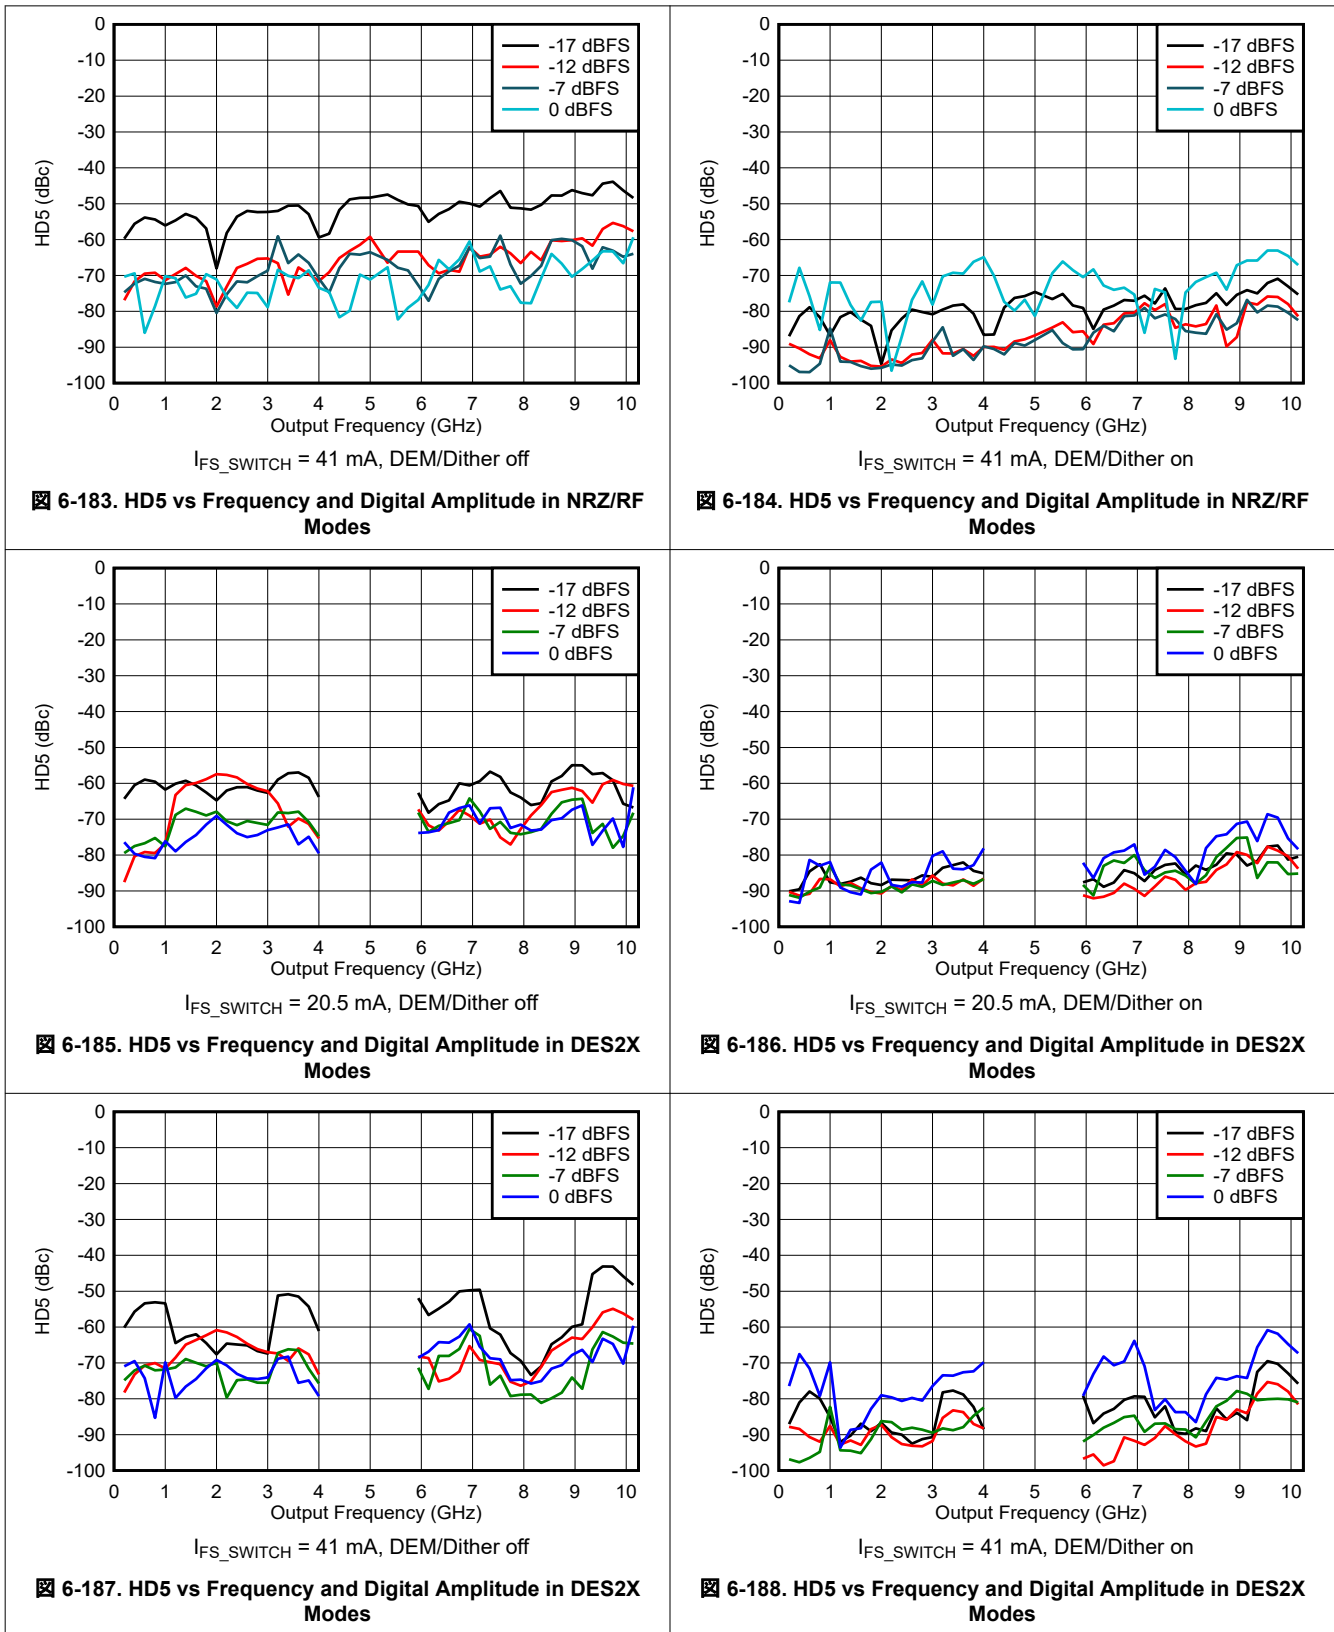 0
-10
-20
-30
-40
-50
-60
-70
-80
-90
-100
HD5 (dBc)
0 1 2 3 4 5 6 7 8 9 10
Output Frequency (GHz)
-17 dBFS
-12 dBFS
-7 dBFS
0 dBFS
I_FS_SWITCH = 41 mA, DEM/Dither off
図 6-183. HD5 vs Frequency and Digital Amplitude in NRZ/RF
Modes
0
-10
-20
-30
-40
-50
-60
-70
-80
-90
-100
HD5 (dBc)
0 1 2 3 4 5 6 7 8 9 10
Output Frequency (GHz)
-17 dBFS
-12 dBFS
-7 dBFS
0 dBFS
I_FS_SWITCH = 41 mA, DEM/Dither on
図 6-184. HD5 vs Frequency and Digital Amplitude in NRZ/RF
Modes
0
-10
-20
-30
-40
-50
-60
-70
-80
-90
-100
HD5 (dBc)
0 1 2 3 4 5 6 7 8 9 10
Output Frequency (GHz)
-17 dBFS
-12 dBFS
-7 dBFS
0 dBFS
I_FS_SWITCH = 20.5 mA, DEM/Dither off
図 6-185. HD5 vs Frequency and Digital Amplitude in DES2X
Modes
0
-10
-20
-30
-40
-50
-60
-70
-80
-90
-100
HD5 (dBc)
0 1 2 3 4 5 6 7 8 9 10
Output Frequency (GHz)
-17 dBFS
-12 dBFS
-7 dBFS
0 dBFS
I_FS_SWITCH = 20.5 mA, DEM/Dither on
図 6-186. HD5 vs Frequency and Digital Amplitude in DES2X
Modes
0
-10
-20
-30
-40
-50
-60
-70
-80
-90
-100
HD5 (dBc)
0 1 2 3 4 5 6 7 8 9 10
Output Frequency (GHz)
-17 dBFS
-12 dBFS
-7 dBFS
0 dBFS
I_FS_SWITCH = 41 mA, DEM/Dither off
図 6-187. HD5 vs Frequency and Digital Amplitude in DES2X
Modes
0
-10
-20
-30
-40
-50
-60
-70
-80
-90
-100
HD5 (dBc)
0 1 2 3 4 5 6 7 8 9 10
Output Frequency (GHz)
-17 dBFS
-12 dBFS
-7 dBFS
0 dBFS
I_FS_SWITCH = 41 mA, DEM/Dither on
図 6-188. HD5 vs Frequency and Digital Amplitude in DES2X
Modes